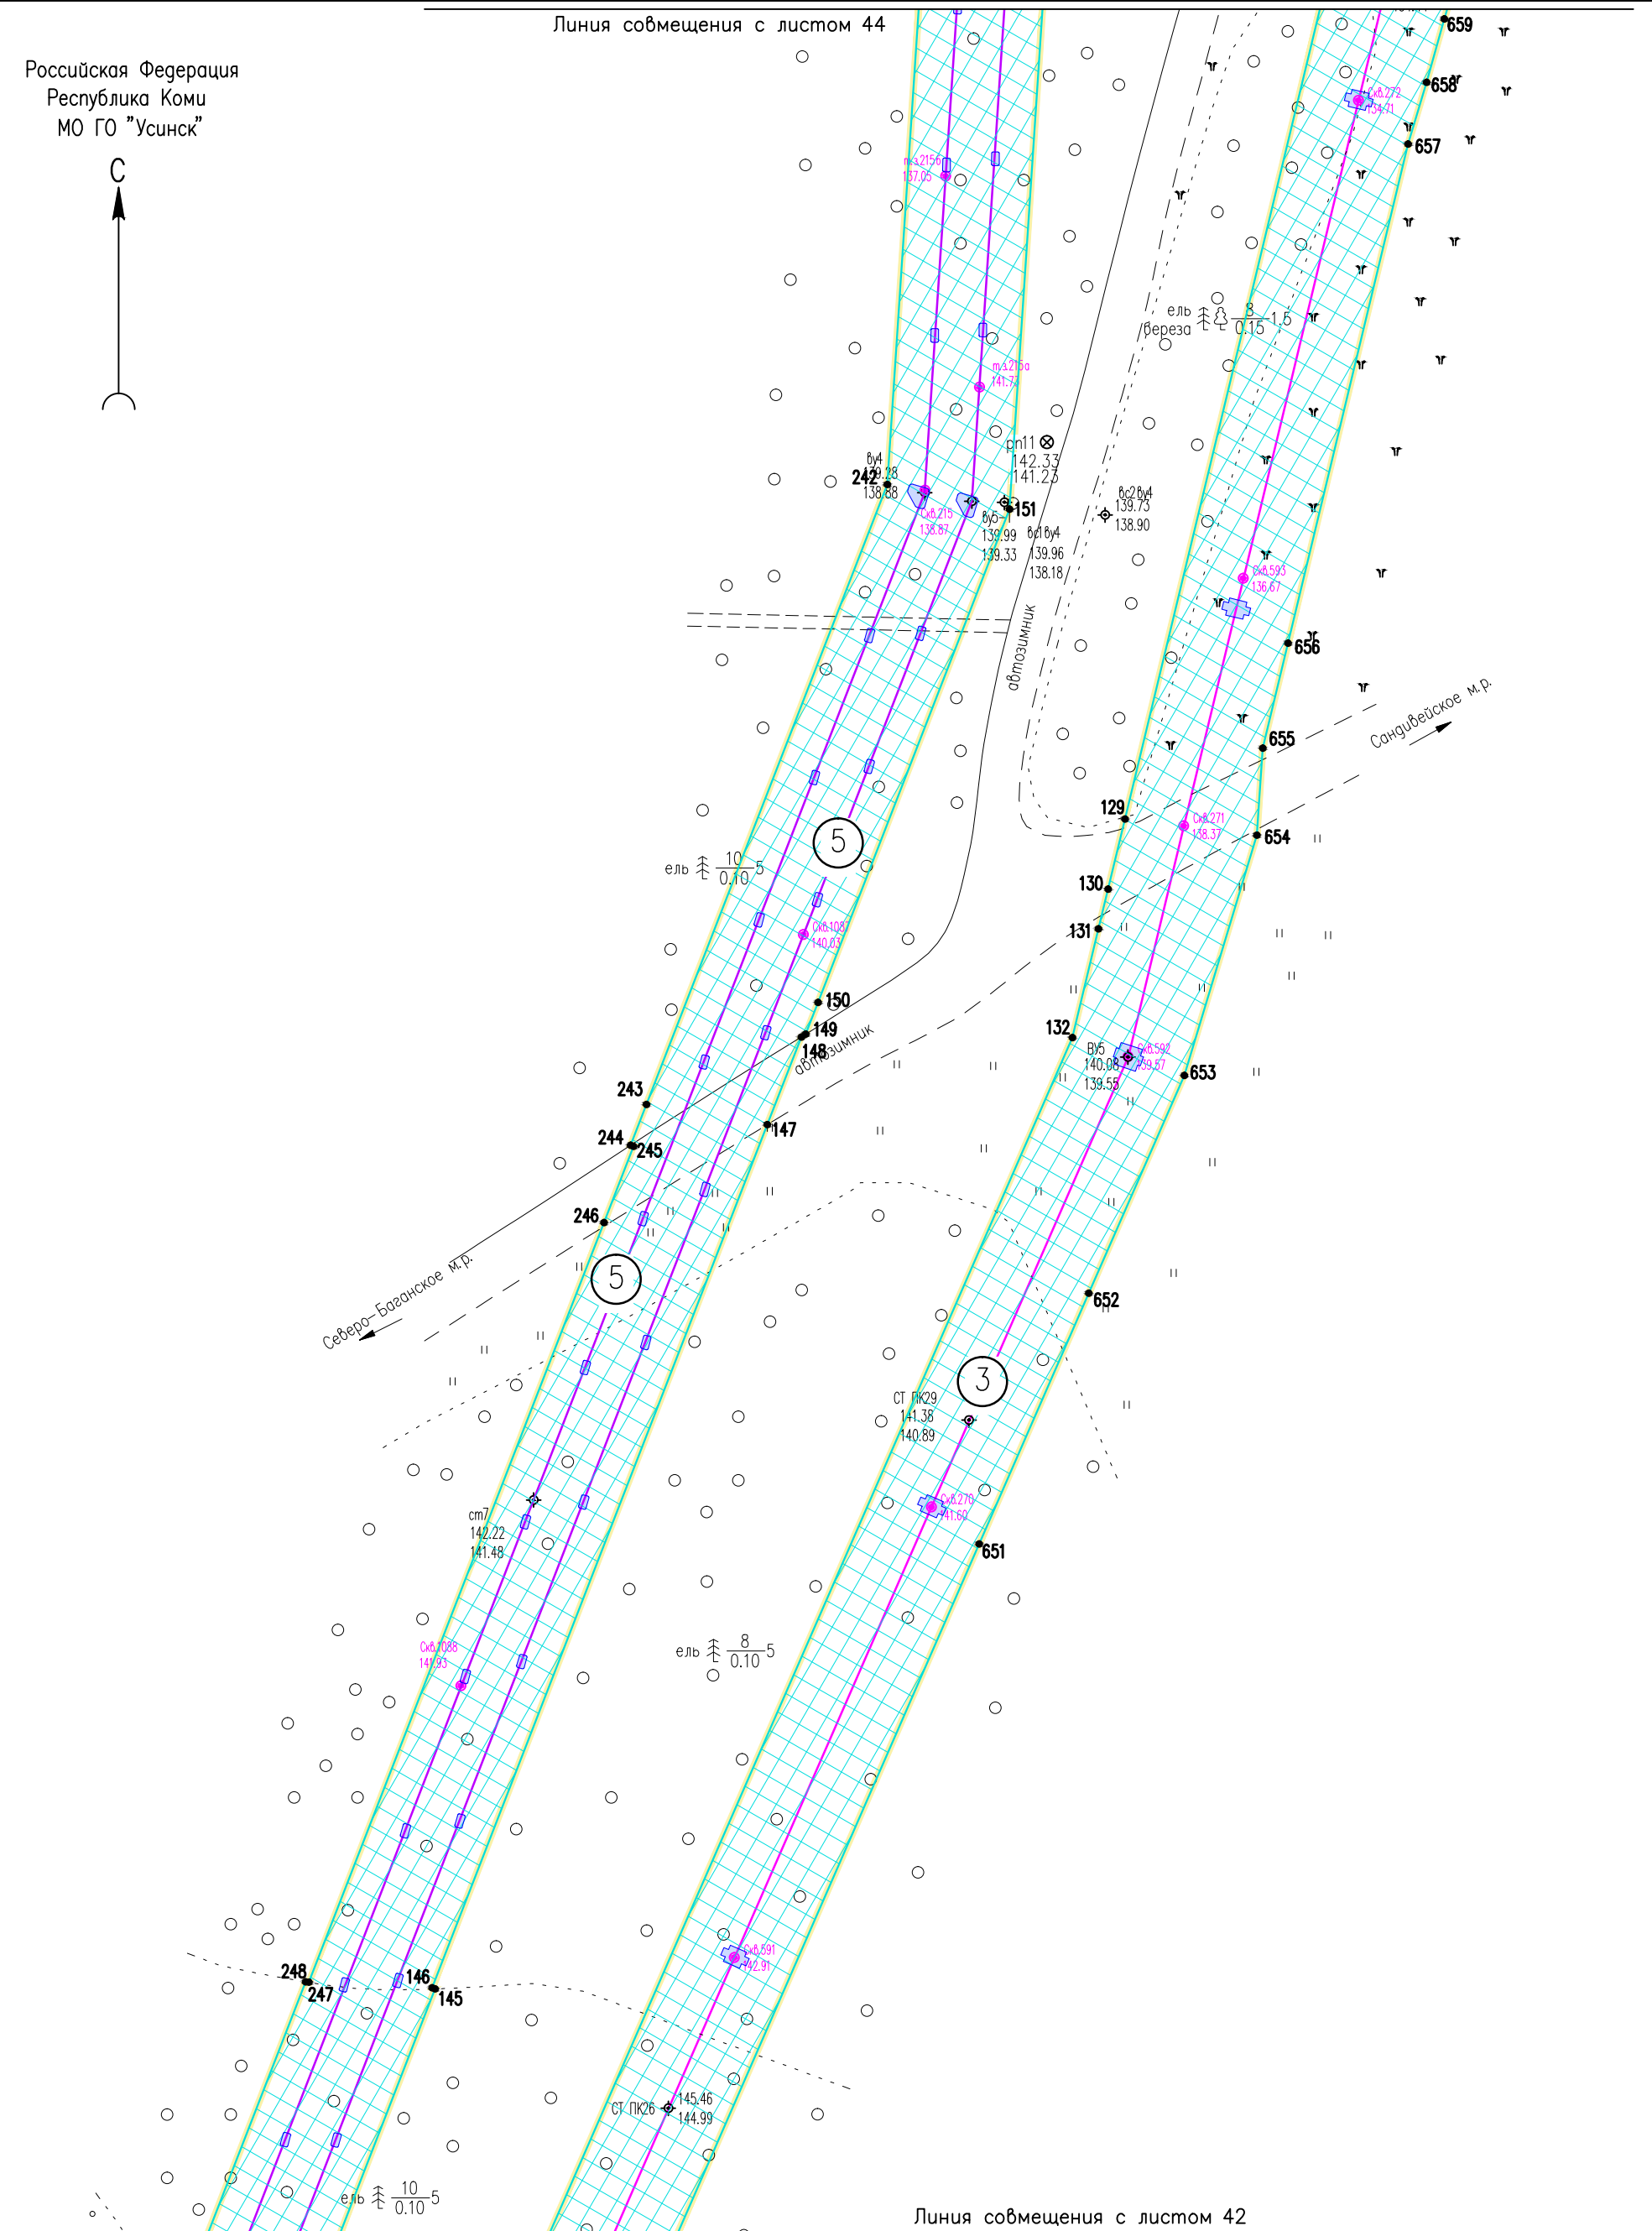 Линия совмещения с листом 44
Российская Федерация
Республика Коми
МО ГО "Усинск"
С
659
658
657
Скв.272
134.71
т.з.215б
137.05
ель
береза
3
0.15
1.5
т.з.215а
141.73
рп11
142.33
141.23
ву4
139.28
138.88
242
Скв.215
138.87
151
ву5-1
139.99
139.33
вс1ву4
139.96
138.18
вс2ву4
139.73
138.90
Скв.593
136.67
автозимник
656
655
Сандивейское м.р.
129
Скв.271
138.37
654
5
ель
10
0.10
5
130
131
Скв.1087
140.03
150
149
148
автозимник
132
ВУ5
140.08
139.55
Скв.592
139.57
653
243
244
245
147
246
5
Северо-Баганское м.р.
652
3
СТ ПК29
141.38
140.89
Скв.270
141.60
651
ст7
142.22
141.48
Скв.1088
141.93
ель
8
0.10
5
Скв.591
142.91
248
247
146
145
СТ ПК26
145.46
144.99
ель
10
0.10
5
Линия совмещения с листом 42